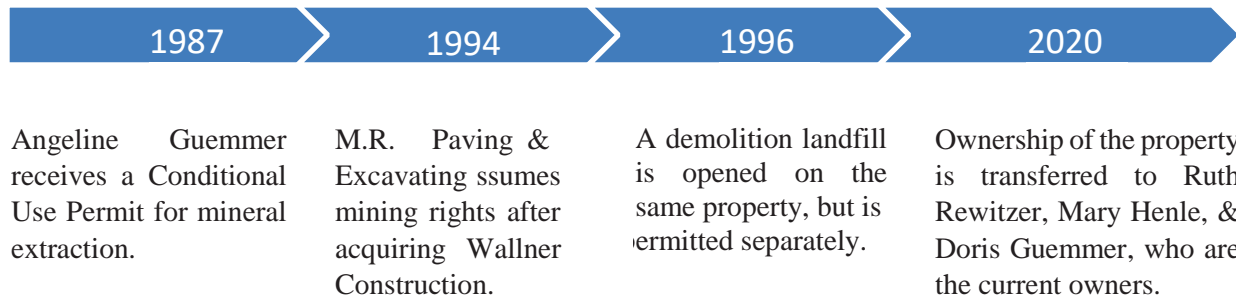 1987
1994
1996
2020
Angeline Guemmer
receives a Conditional
Use Permit for mineral
extraction.
M.R. Paving &
Excavating ssumes
mining rights after
acquiring Wallner
Construction.
A demolition landfill
is opened on the
same property, but is
ermitted separately.
Ownership of the property
is transferred to Ruth
Rewitzer, Mary Henle, &
Doris Guemmer, who are
the current owners.